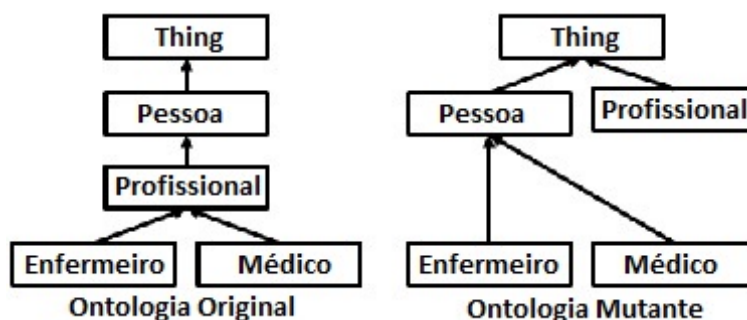 Thing
Pessoa
Profissional
Enfermeiro
Médico
Ontologia Original
Thing
Pessoa
Profissional
Enfermeiro
Médico
Ontologia Mutante